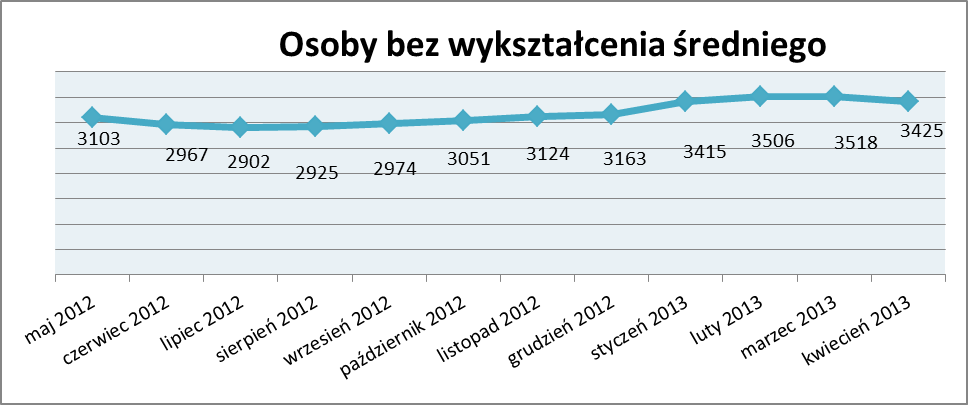 Osoby bez wykształcenia średniego
3103
2967
2902
2925
2974
3051
3124
3163
3415
3506
3518
3425
maj 2012
czerwiec 2012
lipiec 2012
sierpień 2012
wrzesień 2012
październik 2012
listopad 2012
grudzień 2012
styczeń 2013
luty 2013
marzec 2013
kwiecień 2013